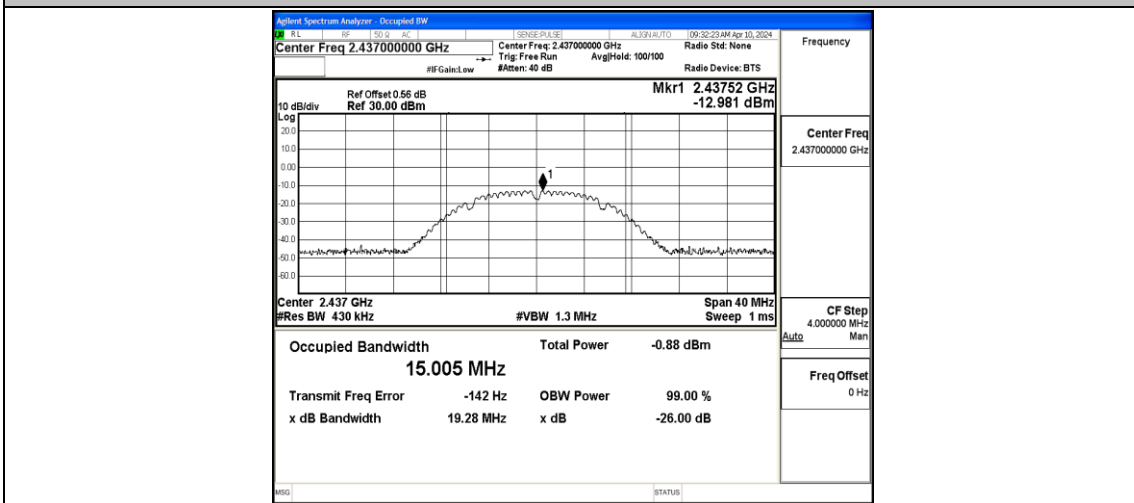 Agilent Spectrum Analyzer - Occupied BW
LXI RL RF 50 Ω AC SENSE:PULSE ALIGN AUTO 09:32:23 AM Apr 10, 2024
Center Freq 2.437000000 GHz
Center Freq: 2.437000000 GHz
Radio Std: None
Frequency
Trig: Free Run Avg|Hold: 100/100
#IFGain:Low #Atten: 40 dB Radio Device: BTS
Ref Offset 0.56 dB
Mkr1 2.43752 GHz
10 dB/div Ref 30.00 dBm
-12.981 dBm
Log
20.0
10.0
0.00
-10.0
-20.0
-30.0
-40.0
-50.0
-60.0
1
Center Freq
2.437000000 GHz
Center 2.437 GHz
Span 40 MHz
#Res BW 430 kHz
#VBW 1.3 MHz
Sweep 1 ms
CF Step
4.000000 MHz
Auto Man
Occupied Bandwidth
Total Power -0.88 dBm
15.005 MHz
Freq Offset
0 Hz
Transmit Freq Error -142 Hz OBW Power 99.00 %
x dB Bandwidth 19.28 MHz x dB -26.00 dB
MSG STATUS